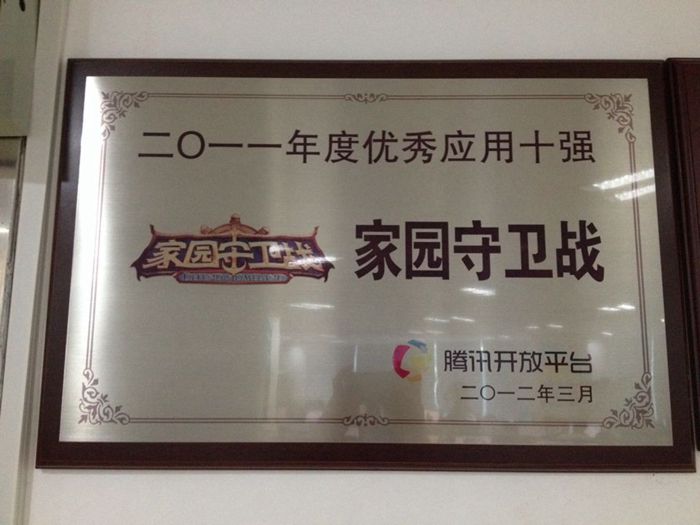 二〇一一年度优秀应用十强
家园守卫战
家园守卫战
腾讯开放平台
二〇一二年三月